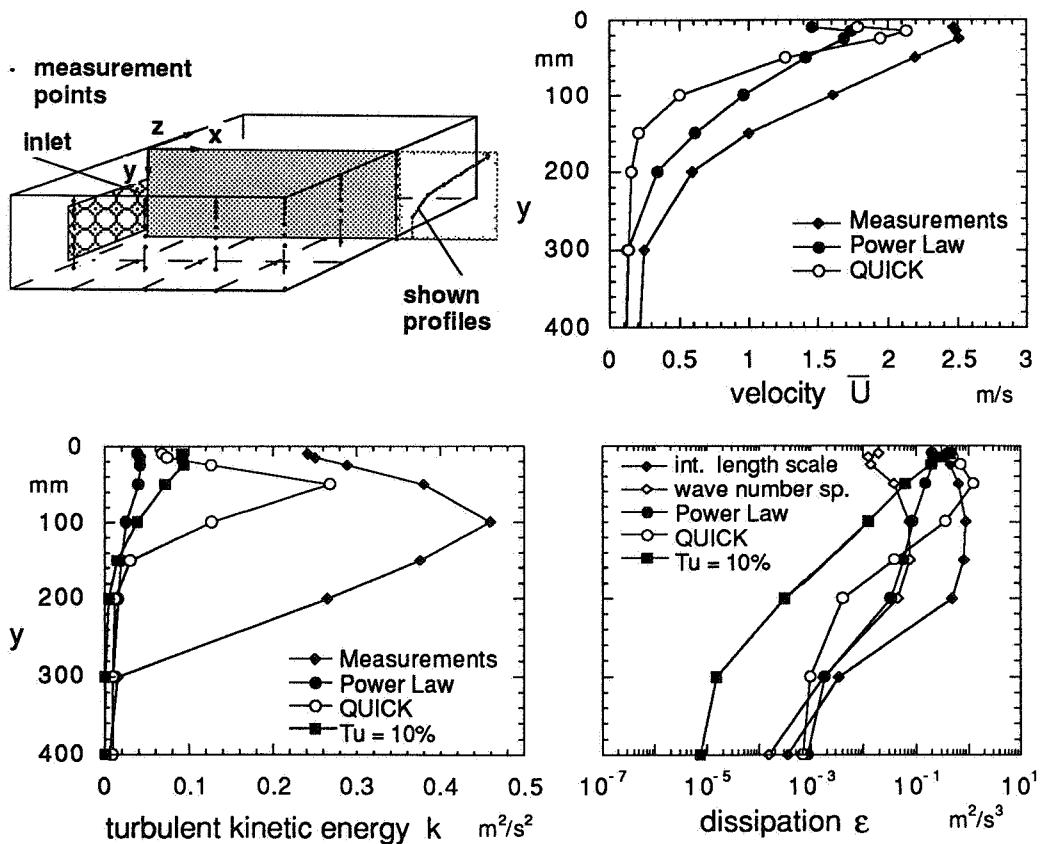 measurement
points
inlet
z
x
y
shown
profiles
0
mm
100
200
y
300
400
Measurements
Power Law
QUICK
0 0.5 1 1.5 2 2.5 3
velocity U̅ m/s
0
mm
100
200
y
300
400
Measurements
Power Law
QUICK
Tu = 10%
0 0.1 0.2 0.3 0.4 0.5
turbulent kinetic energy k m²/s²
int. length scale
wave number sp.
Power Law
QUICK
Tu = 10%
10⁻⁷ 10⁻⁵ 10⁻³ 10⁻¹ 10¹
dissipation ε m²/s³